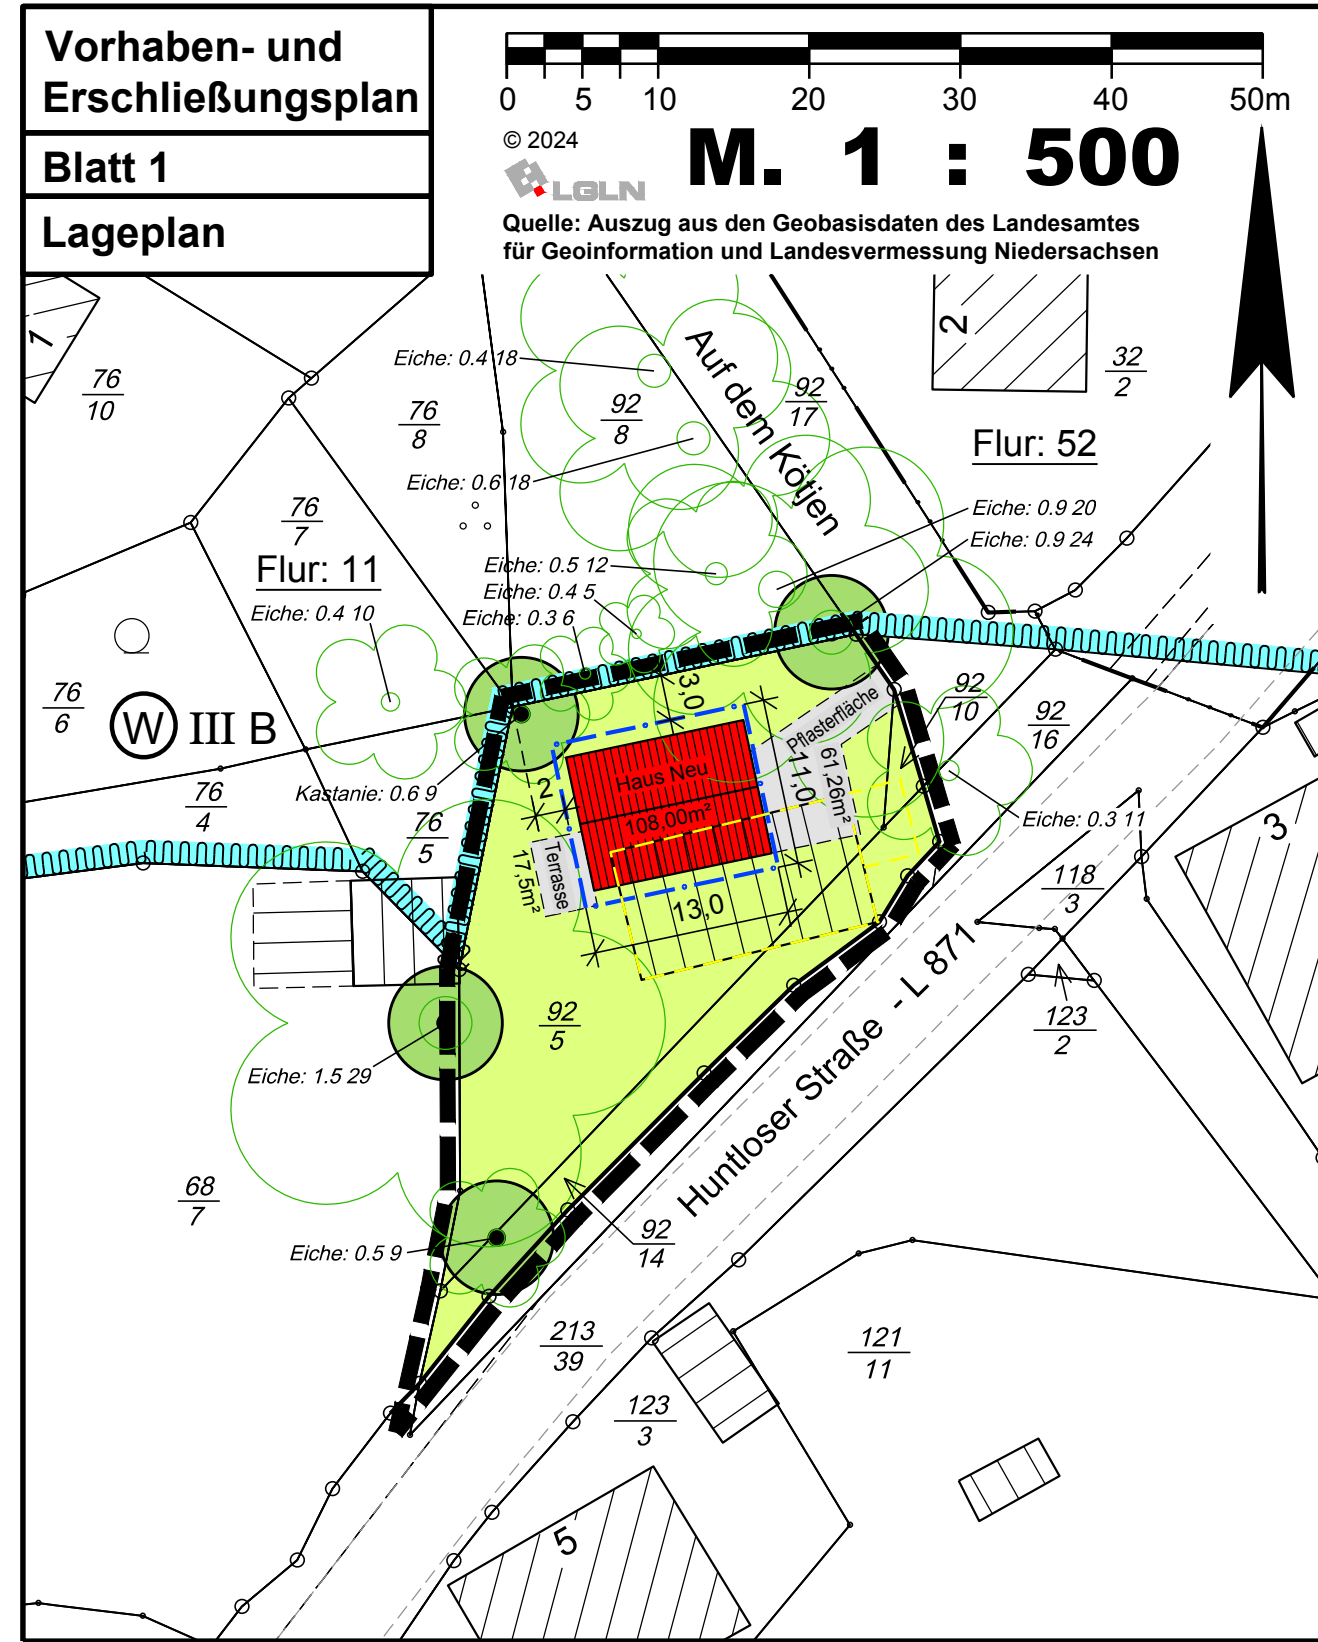 Vorhaben- und
Erschließungsplan
Blatt 1
Lageplan
0 5 10 20 30 40 50m
© 2024
LGLN
M. 1 : 500
Quelle: Auszug aus den Geobasisdaten des Landesamtes
für Geoinformation und Landesvermessung Niedersachsen
1
76
10
Eiche: 0.4 18
76
8
92
8
Auf dem Kötjen
92
17
2
32
2
Flur: 52
Eiche: 0.6 18
76
7
Flur: 11
Eiche: 0.9 20
Eiche: 0.9 24
Eiche: 0.5 12
Eiche: 0.4 5
Eiche: 0.3 6
Eiche: 0.4 10
76
6
W III B
3,0
Pflasterfläche
61,26m²
11,0
92
10
92
16
Haus Neu
108,00m²
2
Kastanie: 0.6 9
76
4
76
5
Terrasse
17,5m²
13,0
Eiche: 0.3 11
3
118
3
92
5
123
2
Huntloser Straße - L 871
Eiche: 1.5 29
68
7
Eiche: 0.5 9
92
14
213
39
121
11
123
3
5